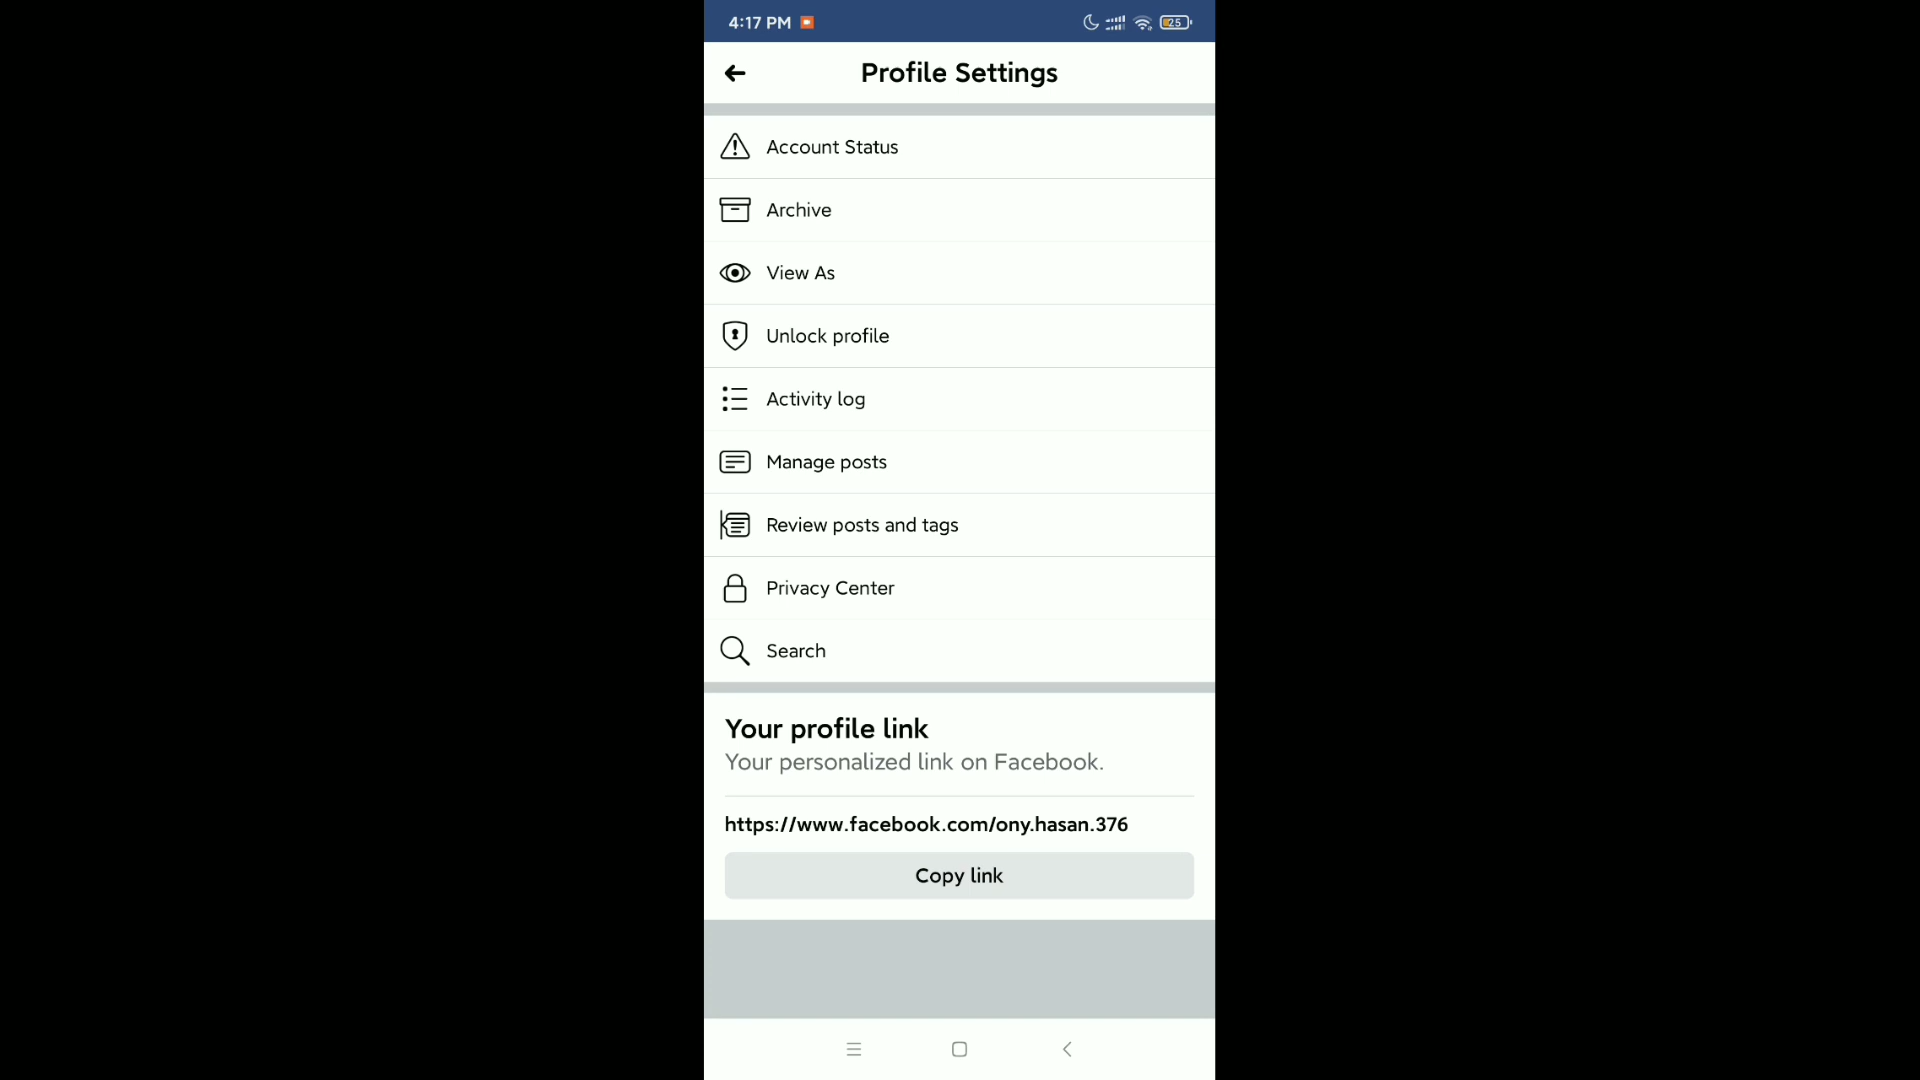 4:17 PM
25
Profile Settings
Account Status
Archive
View As
Unlock profile
Activity log
Manage posts
Review posts and tags
Privacy Center
Search
Your profile link
Your personalized link on Facebook.
https://www.facebook.com/ony.hasan.376
Copy link